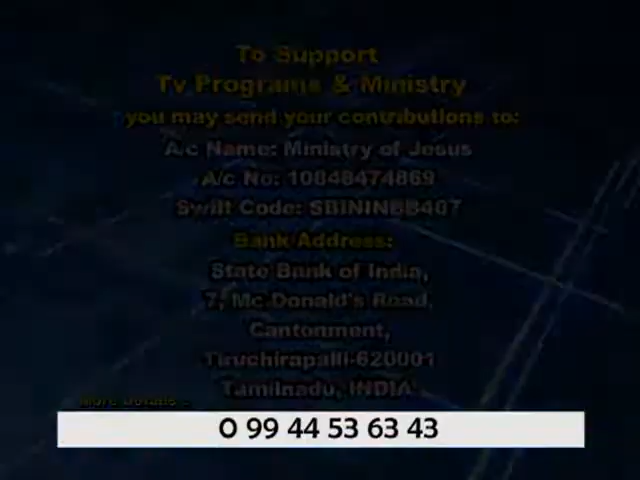 To Support
Tv Programs & Ministry
you may send your contributions to:
A/c Name: Ministry of Jesus
A/c No: 10848474869
Swift Code: SBININBB407
Bank Address:
State Bank of India,
7, Mc.Donald's Road,
Cantonment,
Tiruchirapalli-620001
Tamilnadu, INDIA
More Details :
0 99 44 53 63 43